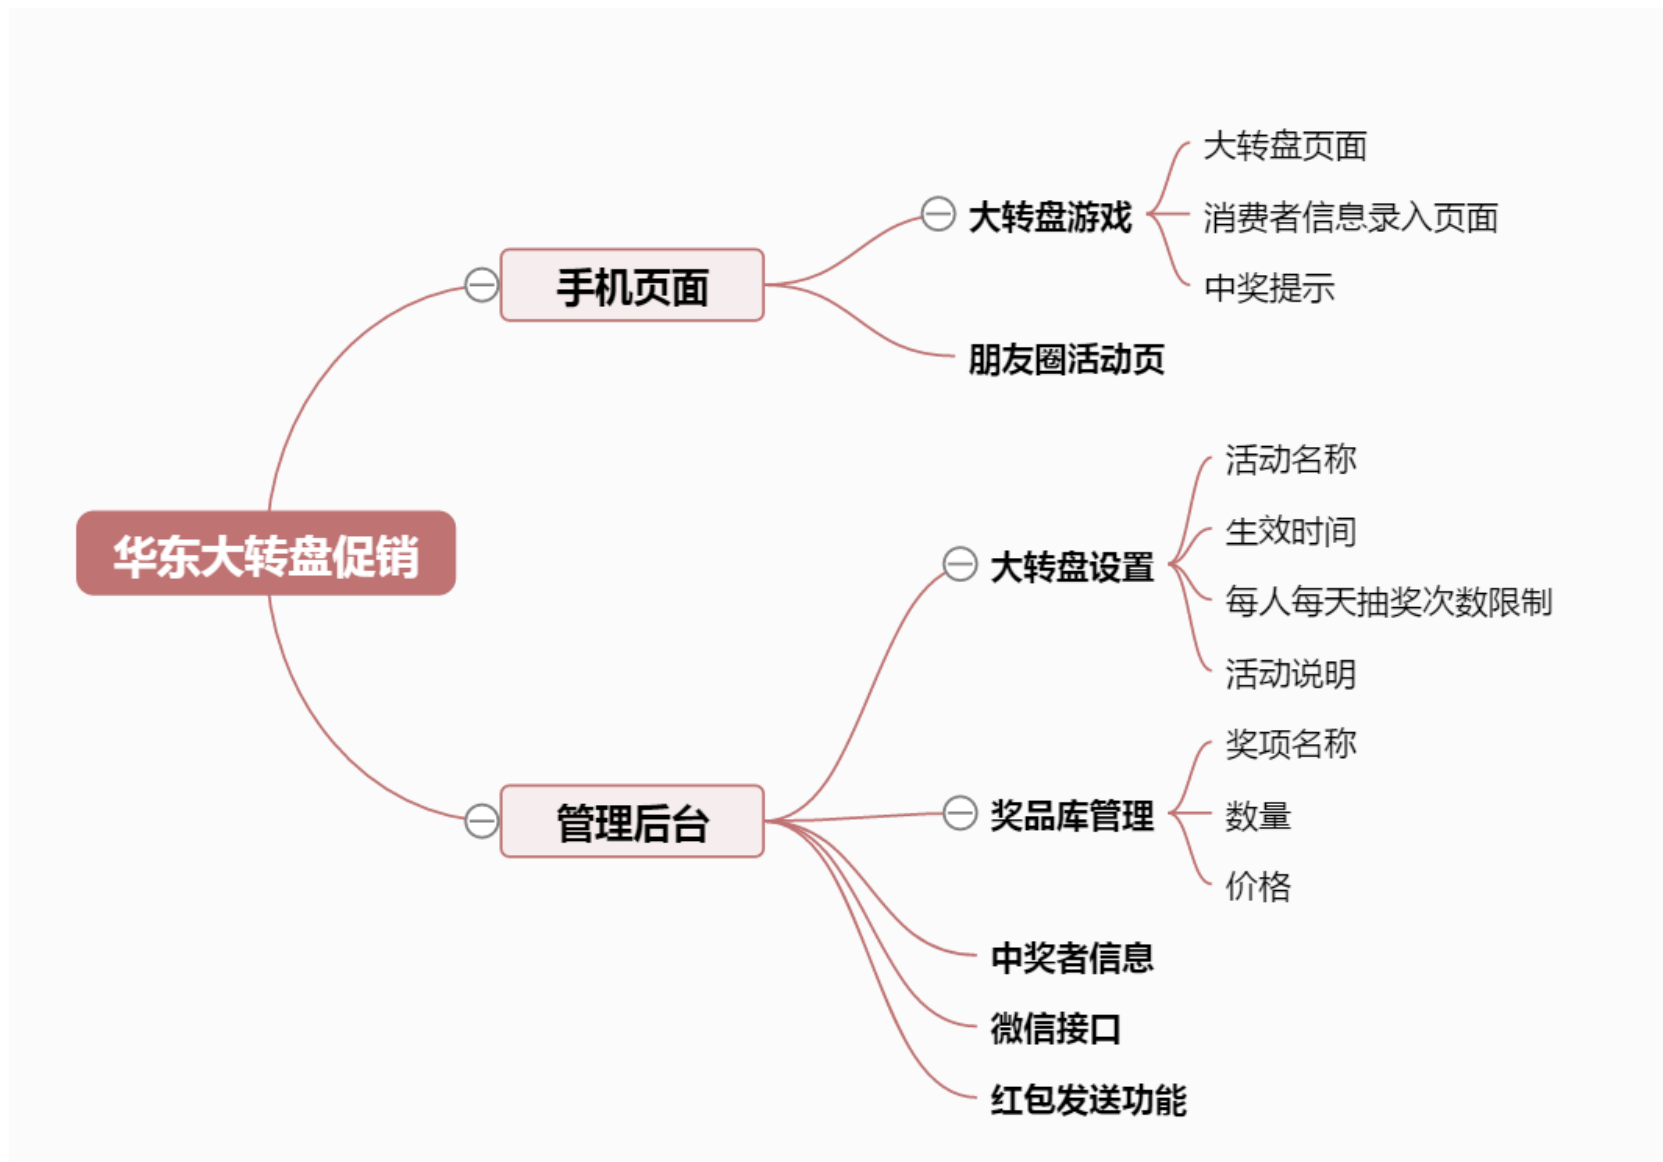 华东大转盘促销
手机页面
大转盘游戏
大转盘页面
消费者信息录入页面
中奖提示
朋友圈活动页
管理后台
大转盘设置
活动名称
生效时间
每人每天抽奖次数限制
活动说明
奖品库管理
奖项名称
数量
价格
中奖者信息
微信接口
红包发送功能